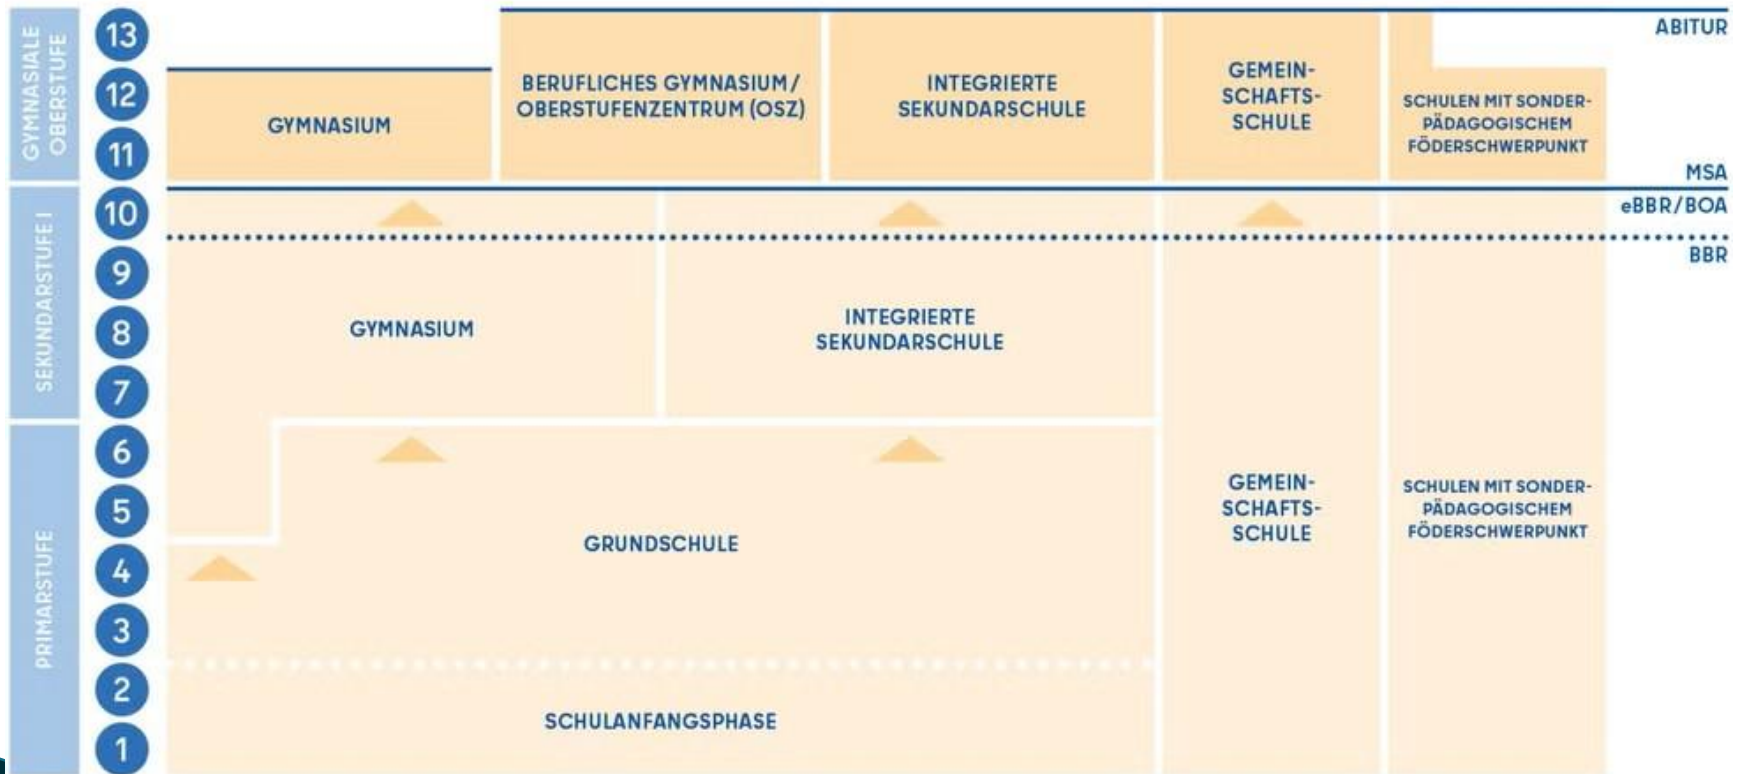 GYMNASIALE
OBERSTUFE
SEKUNDARSTUFE I
PRIMARSTUFE
13
12
11
10
9
8
7
6
5
4
3
2
1
GYMNASIUM
BERUFLICHES GYMNASIUM/
OBERSTUFENZENTRUM (OSZ)
INTEGRIERTE
SEKUNDARSCHULE
GEMEIN-
SCHAFTS-
SCHULE
SCHULEN MIT SONDER-
PÄDAGOGISCHEM
FÖDERSCHWERPUNKT
ABITUR
MSA
eBBR/BOA
BBR
GYMNASIUM
INTEGRIERTE
SEKUNDARSCHULE
GRUNDSCHULE
SCHULANFANGSPHASE
GEMEIN-
SCHAFTS-
SCHULE
SCHULEN MIT SONDER-
PÄDAGOGISCHEM
FÖDERSCHWERPUNKT